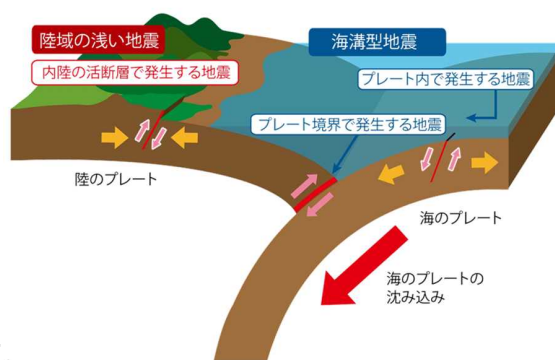 陸域の浅い地震
海溝型地震
内陸の活断層で発生する地震
プレート内で発生する地震
プレート境界で発生する地震
陸のプレート
海のプレート
海のプレートの
沈み込み